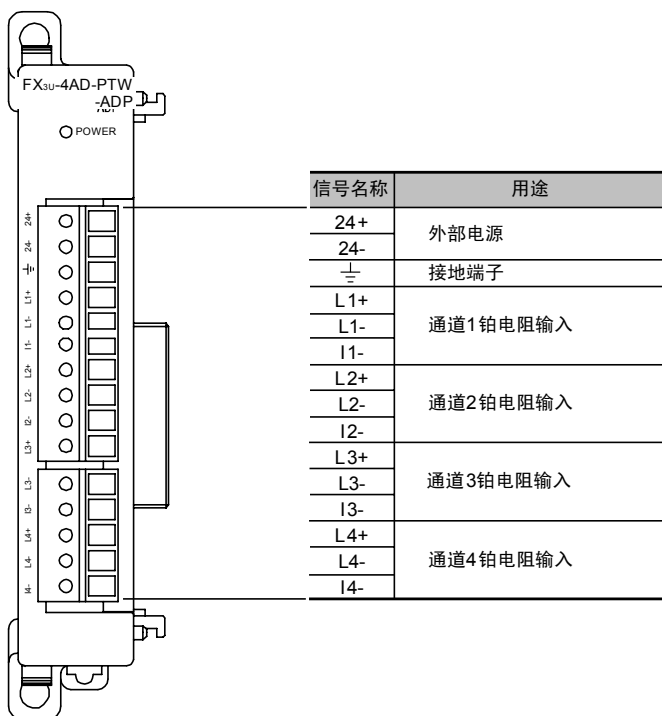 FX3U-4AD-PTW
-ADP
POWER
24+
24-
L1+
L1-
I1-
L2+
L2-
I2-
L3+
L3-
I3-
L4+
L4-
I4-
信号名称 用途
24+ 外部电源
24-
接地端子
L1+
L1- 通道1铂电阻输入
I1-
L2+
L2- 通道2铂电阻输入
I2-
L3+
L3- 通道3铂电阻输入
I3-
L4+
L4- 通道4铂电阻输入
I4-